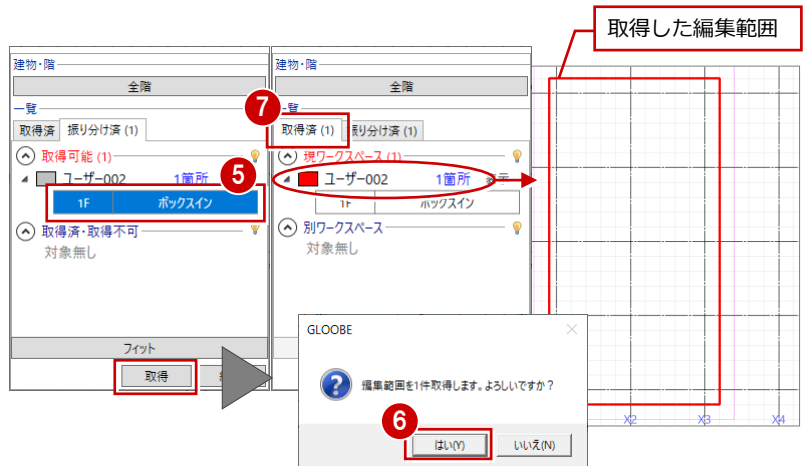 取得した編集範囲
建物・階
全階
一覧
取得済 振り分け済 (1)
取得可能 (1)
ユーザー002 1箇所
5
1F ボックスイン
取得済・取得不可
対象無し
フィット
取得
建物・階
全階
7
一覧
取得済 (1) 振り分け済 (1)
現ワークスペース (1)
ユーザー002 1箇所 表示
1F ボックスイン
別ワークスペース
対象無し
GLOOBE
編集範囲を1件取得します。よろしいですか？
6
はい(Y) いいえ(N)
X2 X3 X4